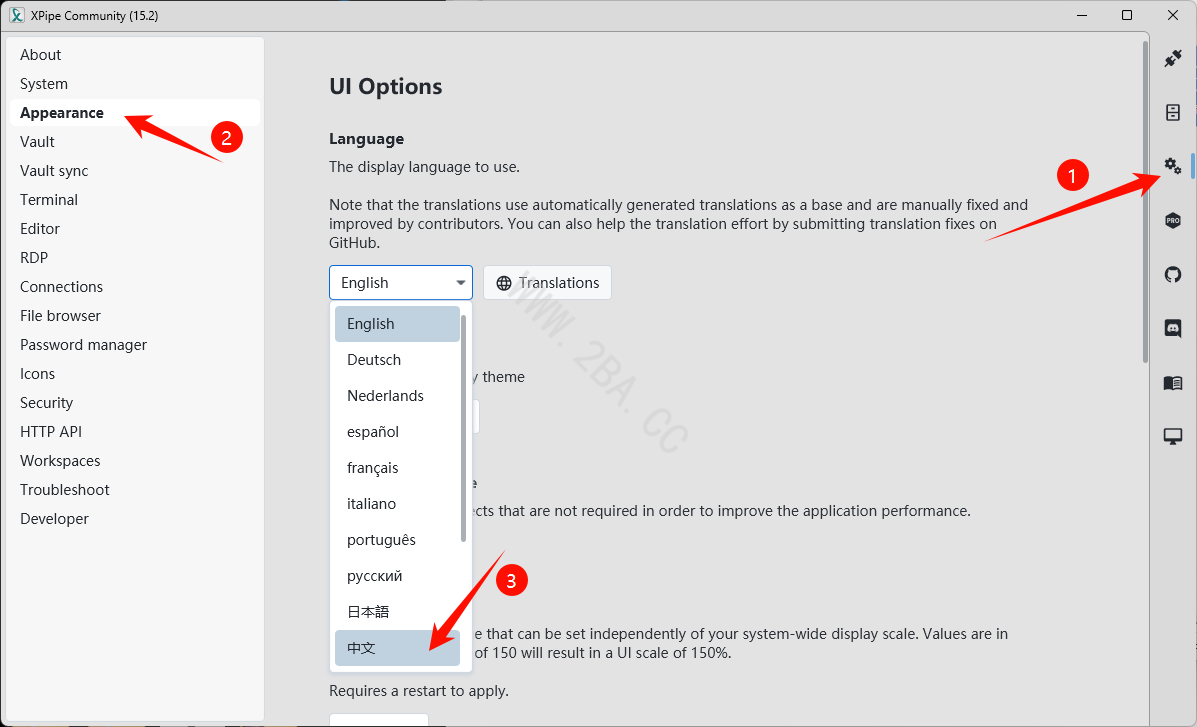 XPipe Community (15.2)
About
System
Appearance
Vault
Vault sync
Terminal
Editor
RDP
Connections
File browser
Password manager
Icons
Security
HTTP API
Workspaces
Troubleshoot
Developer
2
UI Options
Language
The display language to use.
Note that the translations use automatically generated translations as a base and are manually fixed and
improved by contributors. You can also help the translation effort by submitting translation fixes on
GitHub.
English
Translations
English
Deutsch
Nederlands
español
français
italiano
português
русский
日本語
中文
theme
that are not required in order to improve the application performance.
3
that can be set independently of your system-wide display scale. Values are in
of 150 will result in a UI scale of 150%.
Requires a restart to apply.
1
PRO
WWW.2BA.CC